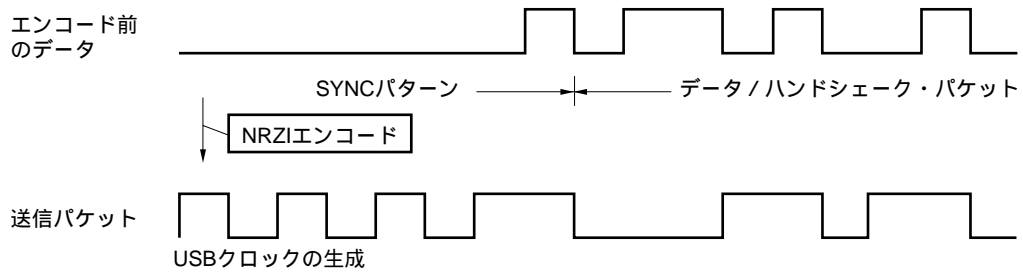 エンコード前
のデータ
SYNCパターン
データ / ハンドシェーク・パケット
NRZIエンコード
送信パケット
USBクロックの生成